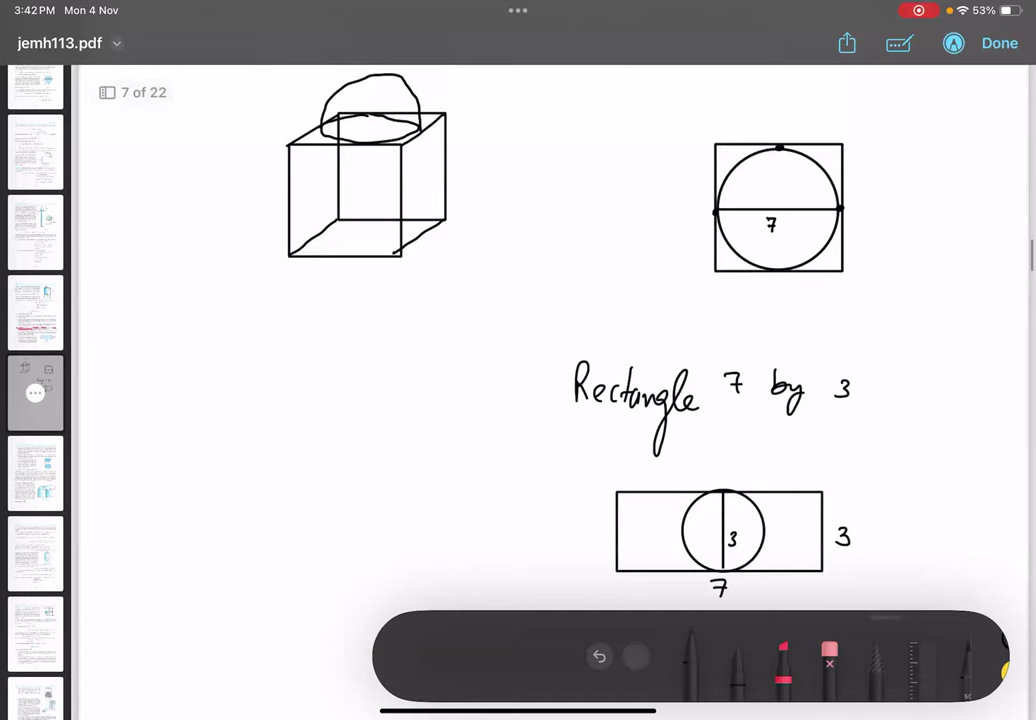 3:42 PM Mon 4 Nov
53%
jemh113.pdf
Done
7 of 22
7
Rectangle 7 by 3
3
3
7